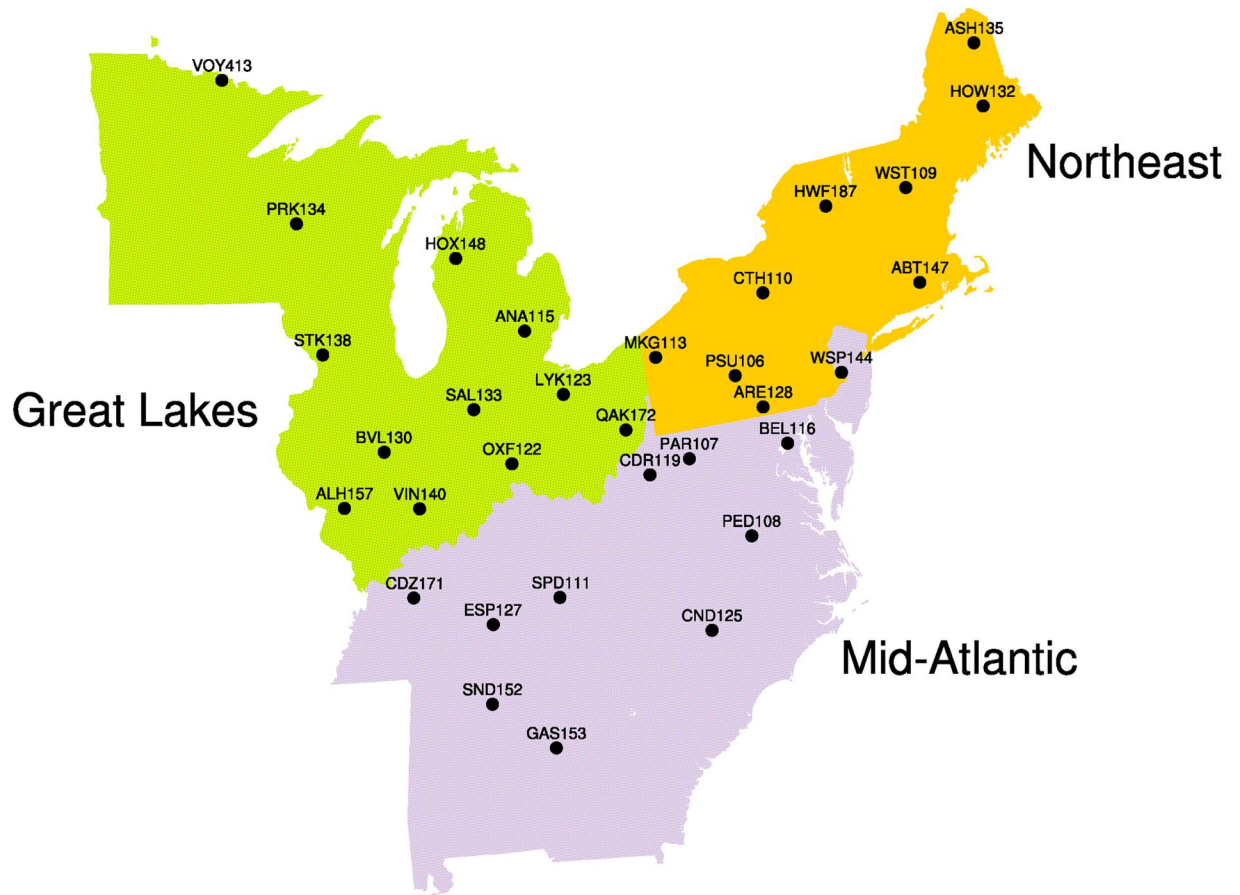 ASH135
VOY413
HOW132
Northeast
WST109
HWF187
PRK134
HOX148
ABT147
CTH110
ANA115
STK138
MKG113
WSP144
PSU106
LYK123
ARE128
SAL133
Great Lakes
QAK172
BEL116
PAR107
BVL130
OXF122
CDR119
ALH157
VIN140
PED108
CDZ171
SPD111
ESP127
CND125
Mid-Atlantic
SND152
GAS153